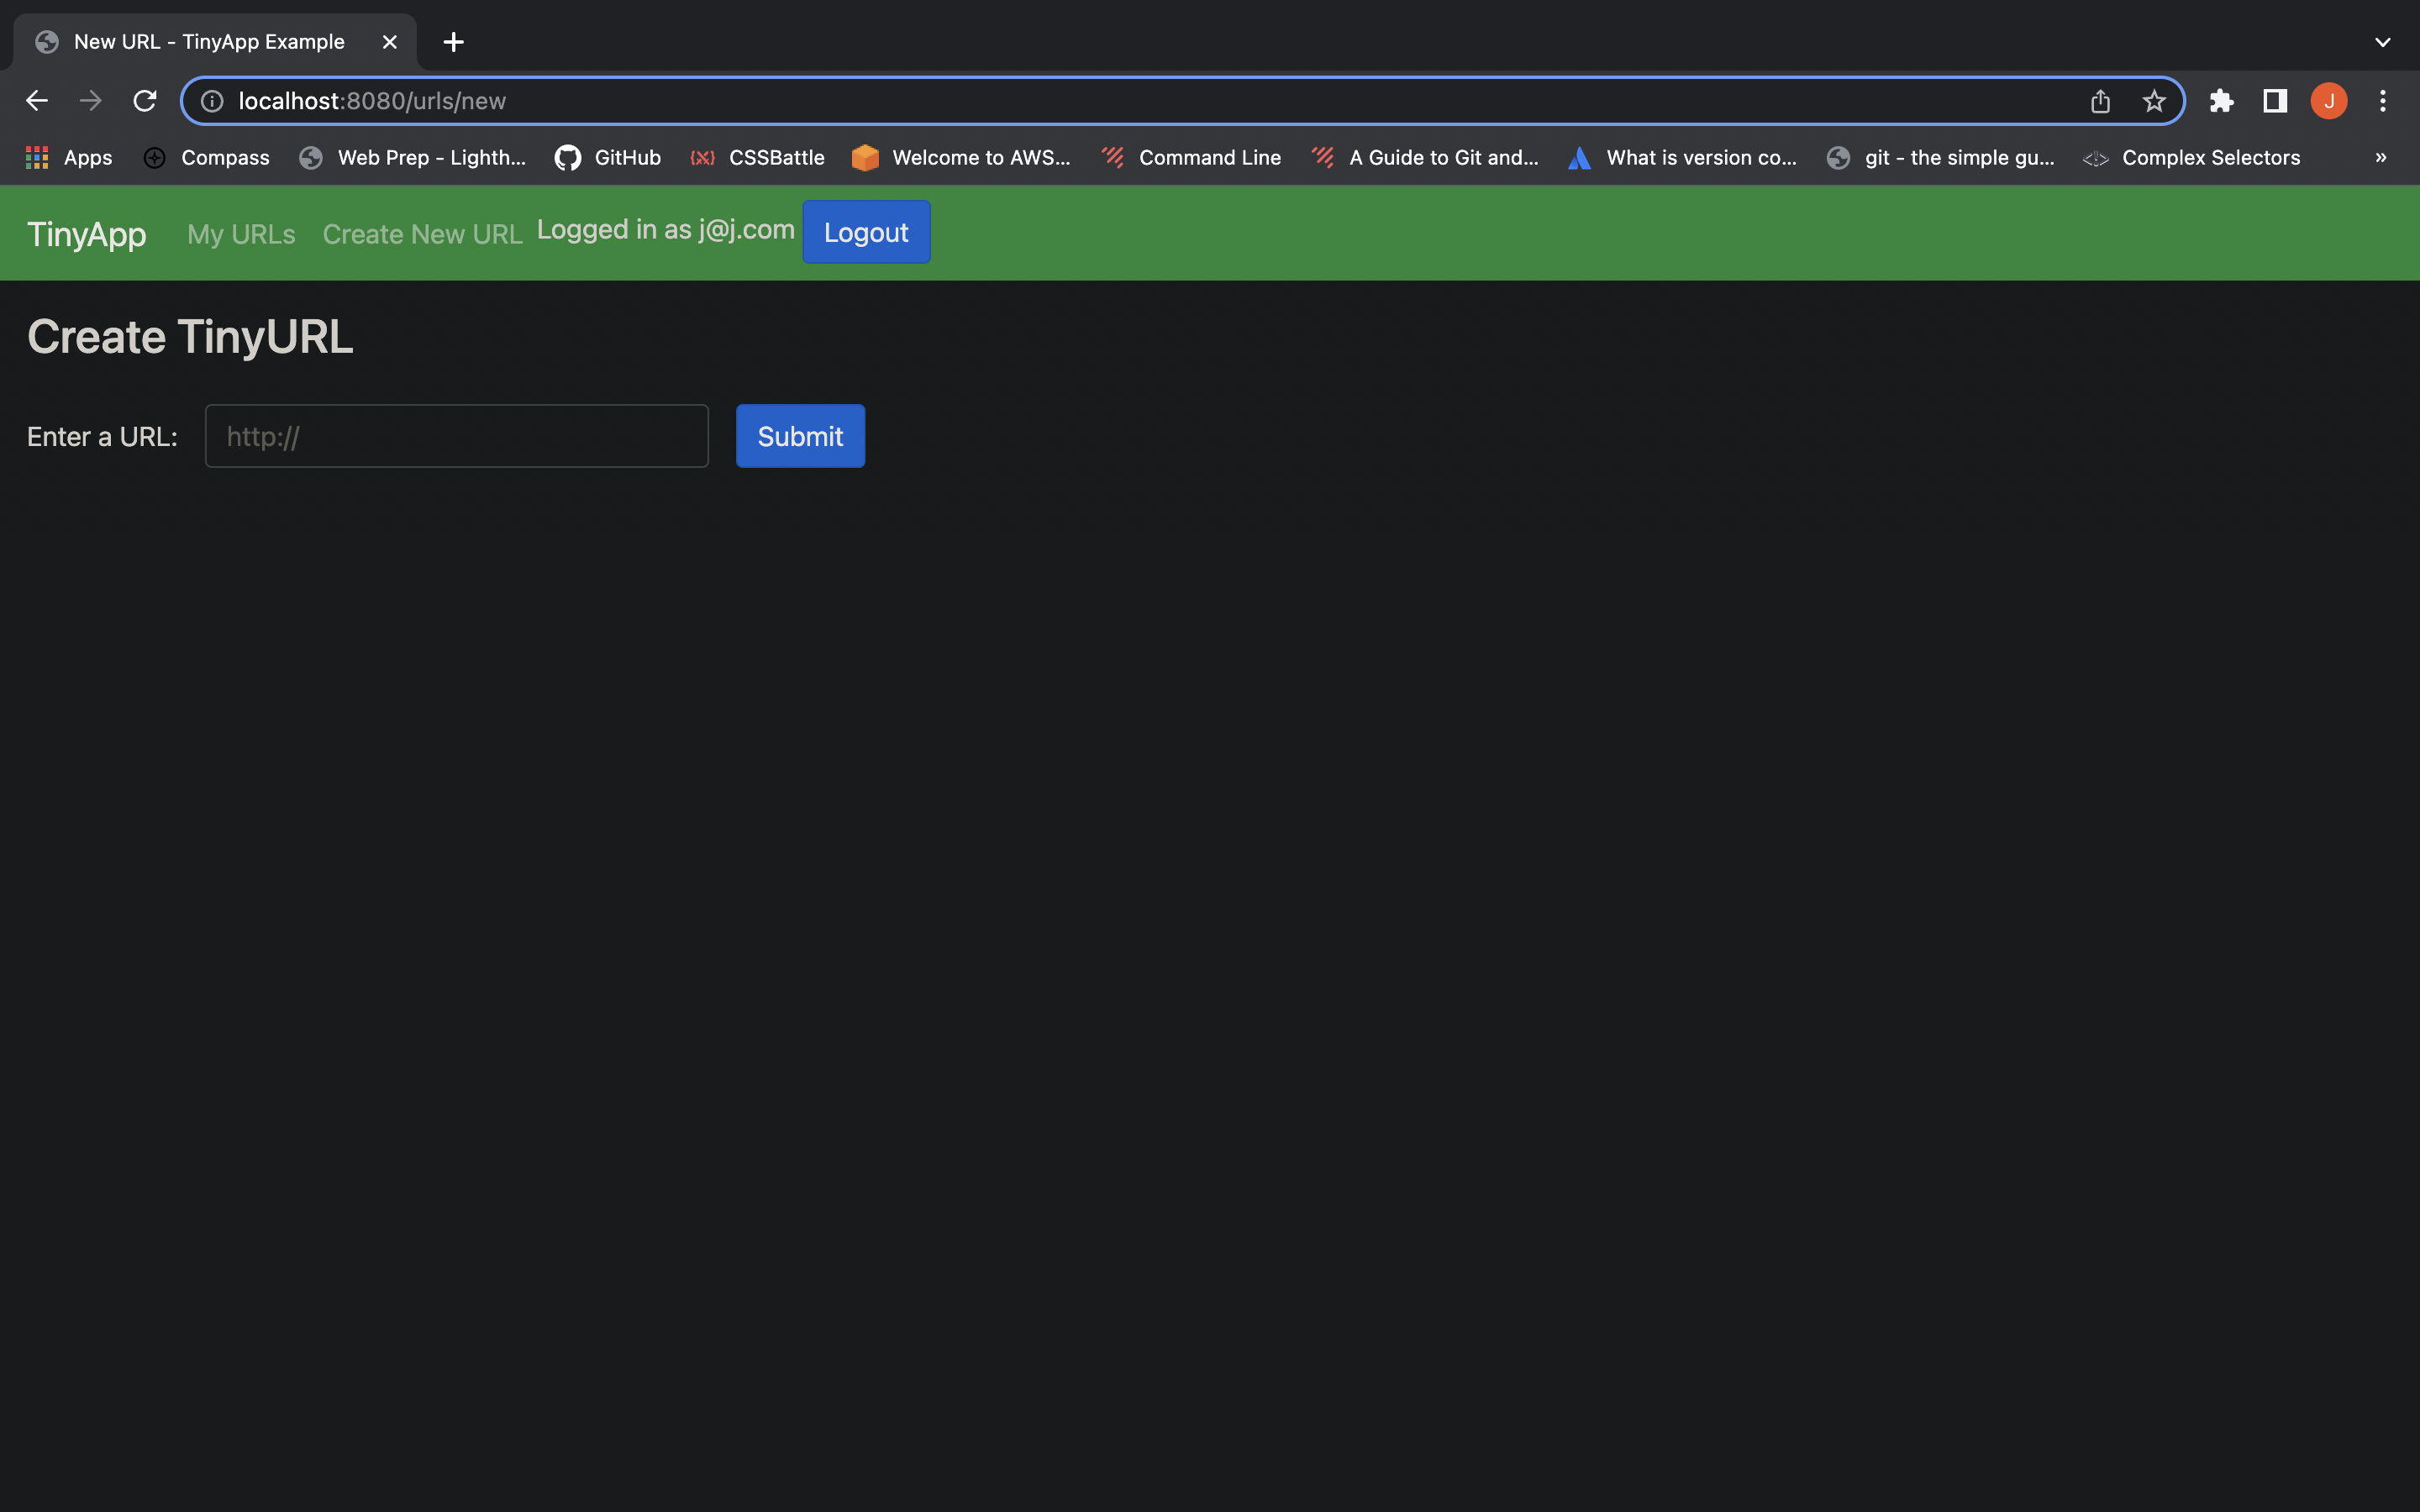 New URL - TinyApp Example
localhost:8080/urls/new
J
Apps Compass Web Prep - Lighth... GitHub CSSBattle Welcome to AWS... Command Line A Guide to Git and... What is version co... git - the simple gu... Complex Selectors »
TinyApp My URLs Create New URL Logged in as j@j.com Logout
Create TinyURL
Enter a URL: http:// Submit